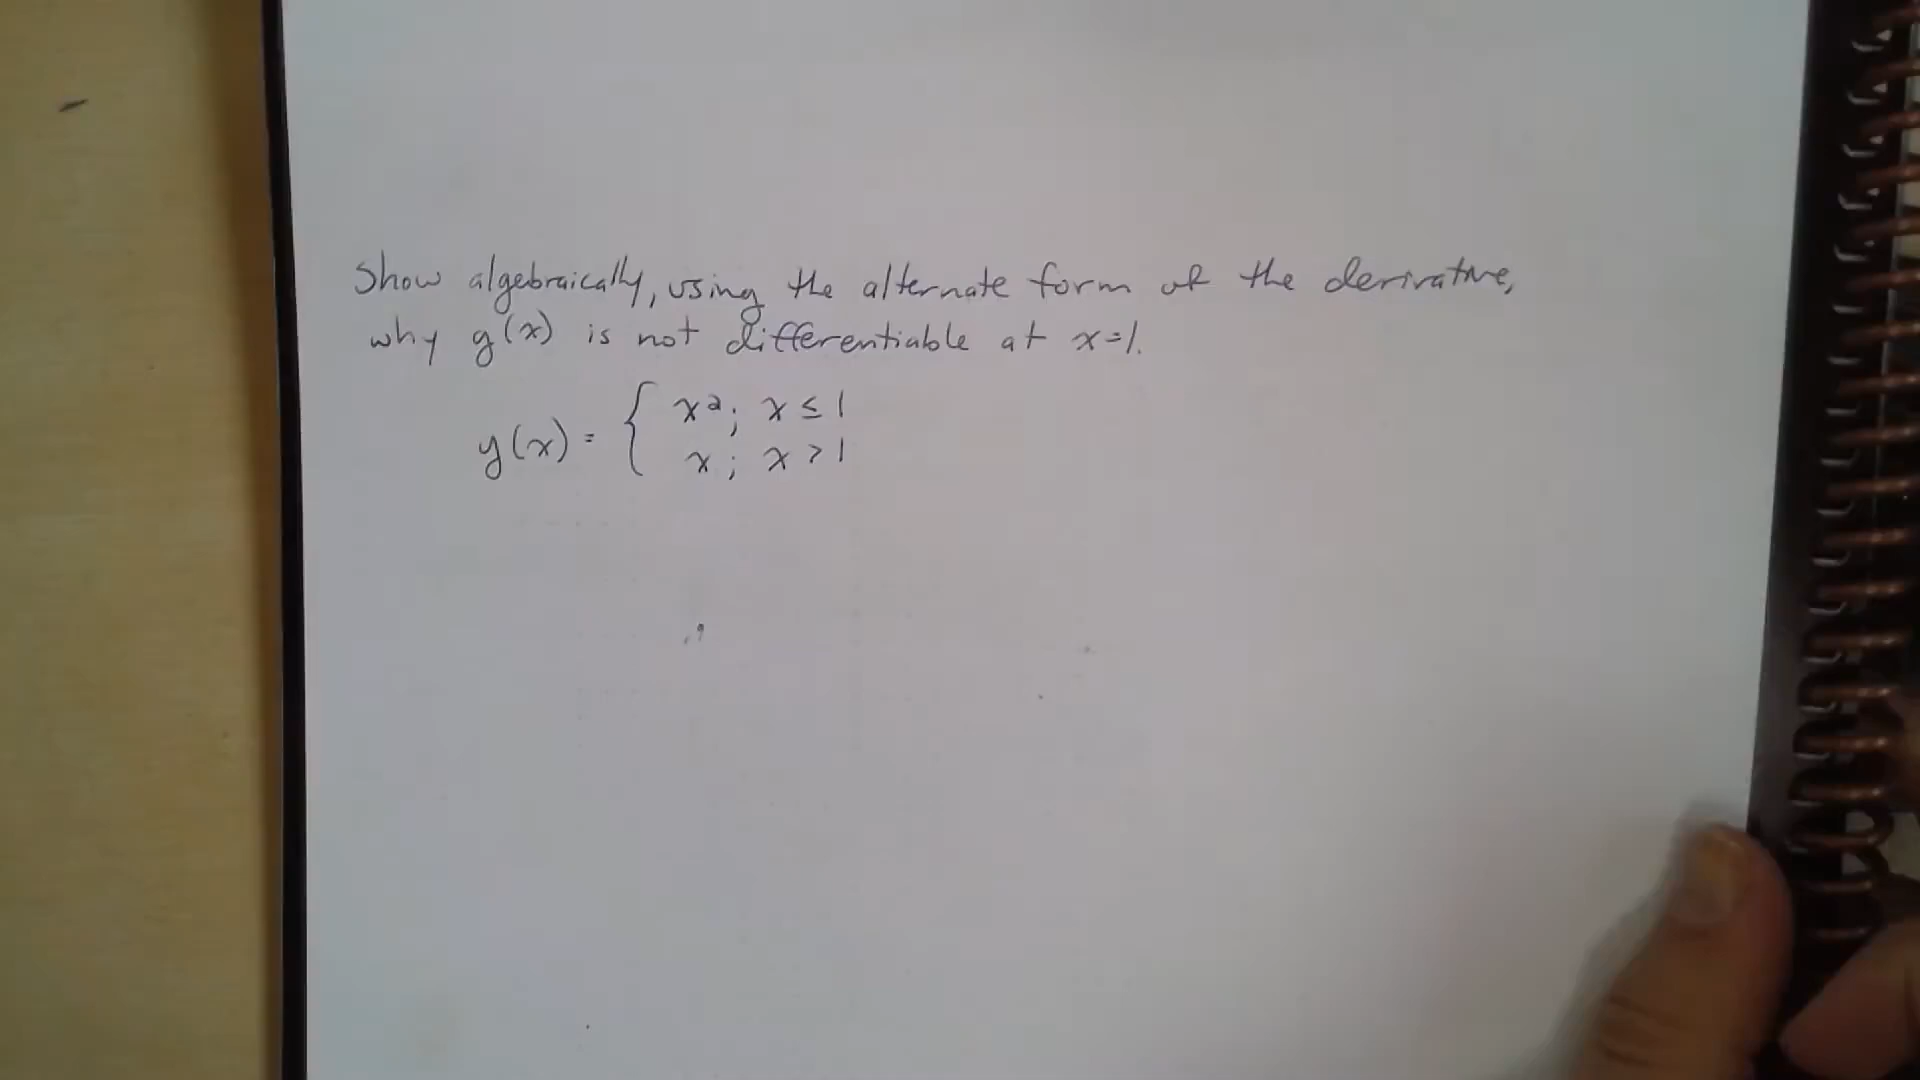 Show algebraically, using the alternate form of the derivative,
why g(x) is not differentiable at x=1.
g(x) = { x²; x ≤ 1
x; x > 1